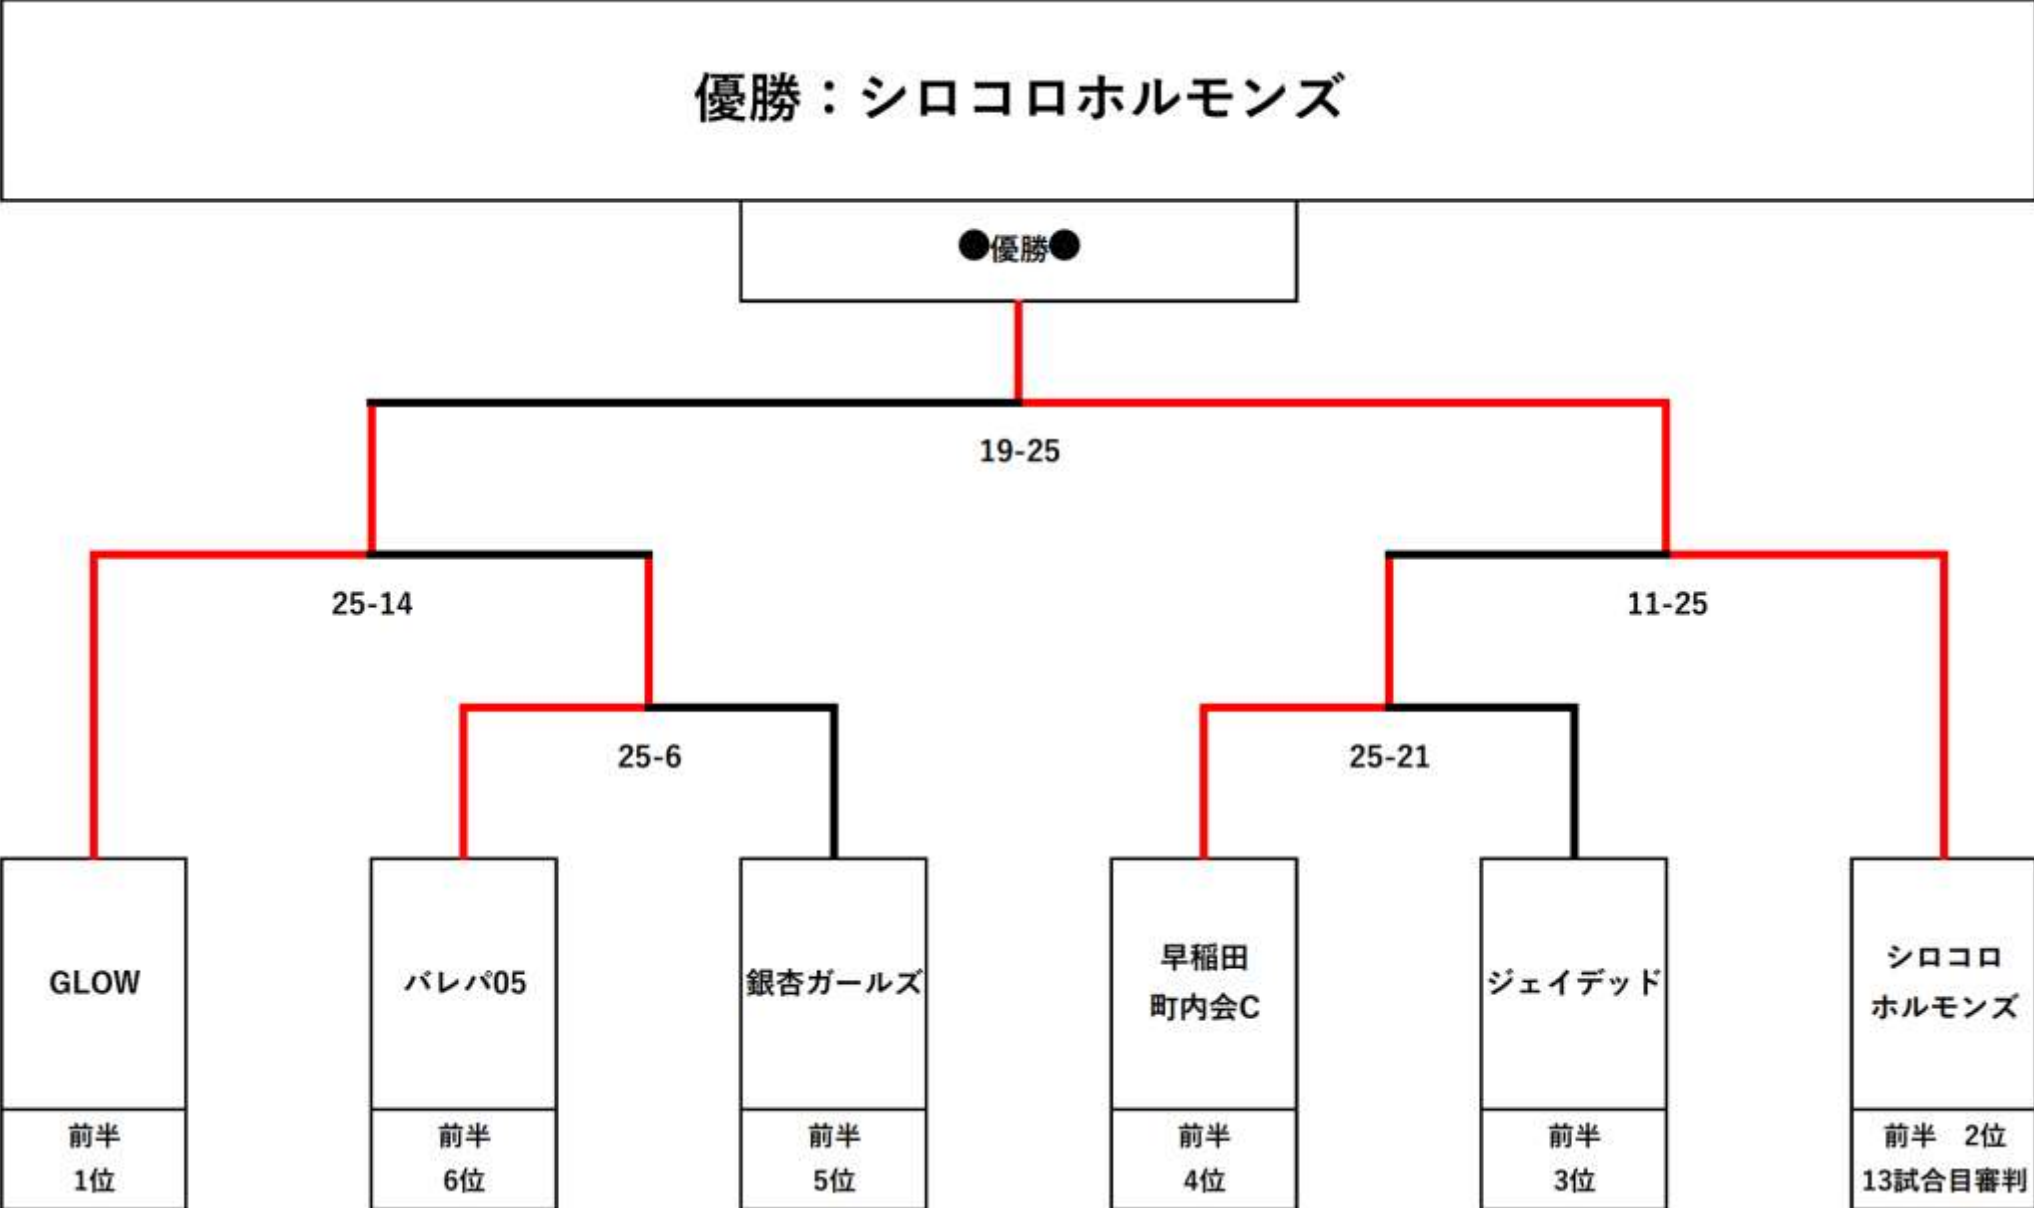 優勝：シロコロホルモンズ
●優勝●
19-25
25-14
11-25
25-6
25-21
GLOW
バレパ05
銀杏ガールズ
早稲田
町内会C
ジェイデッド
シロコロ
ホルモンズ
前半
1位
前半
6位
前半
5位
前半
4位
前半
3位
前半　2位
13試合目審判